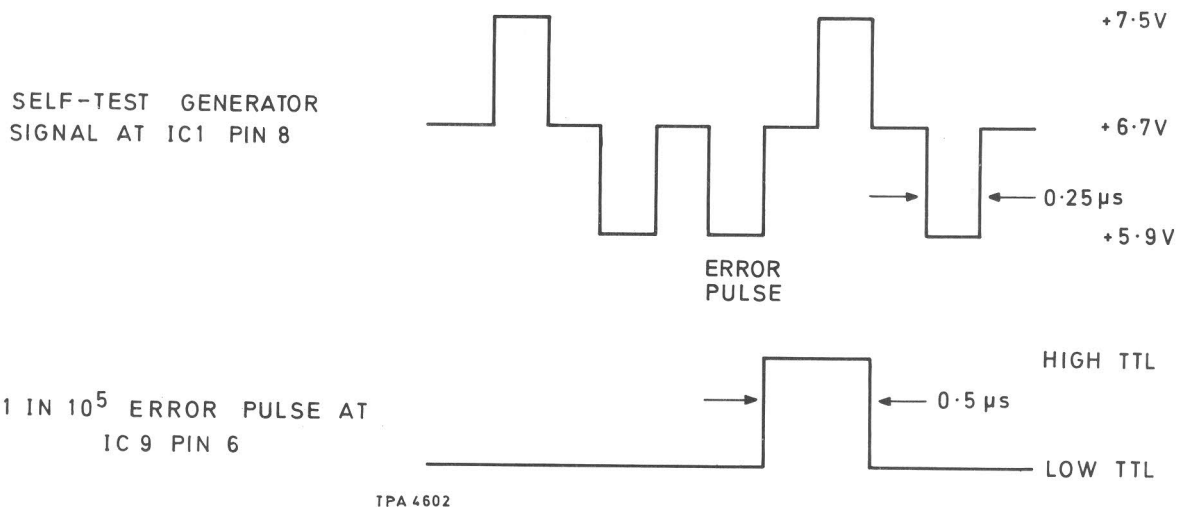 +7·5V
SELF-TEST GENERATOR
SIGNAL AT IC1 PIN 8
+6·7V
0·25µs
+5·9V
ERROR
PULSE
HIGH TTL
1 IN 10⁵ ERROR PULSE AT
IC 9 PIN 6
0·5µs
LOW TTL
TPA 4602